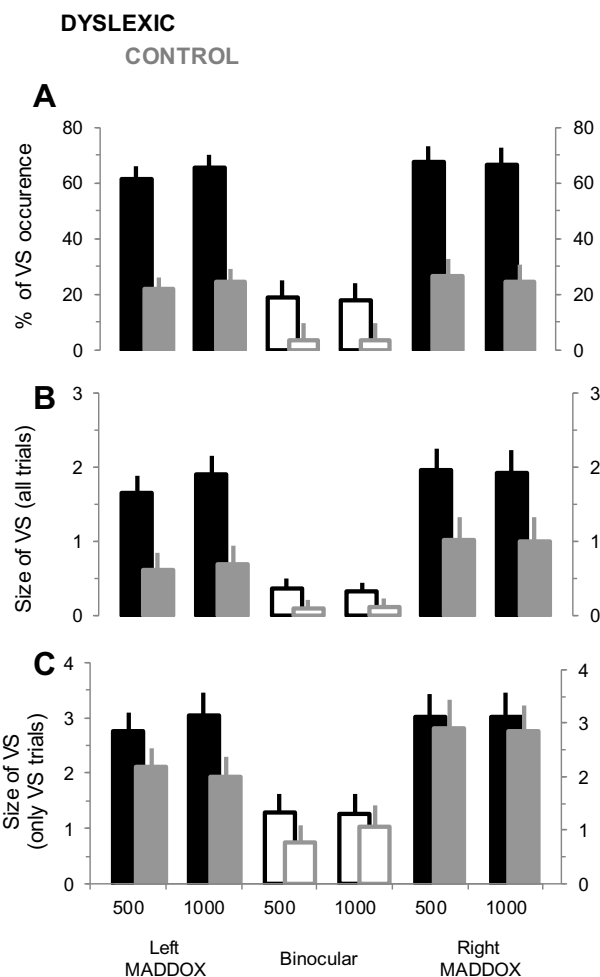 DYSLEXIC
CONTROL
A
80
60
40
20
0
% of VS occurence
80
60
40
20
0
B
3
2
1
0
Size of VS (all trials)
3
2
1
0
C
4
3
2
1
0
Size of VS
(only VS trials)
4
3
2
1
0
500 1000 500 1000 500 1000
Left Binocular Right
MADDOX MADDOX